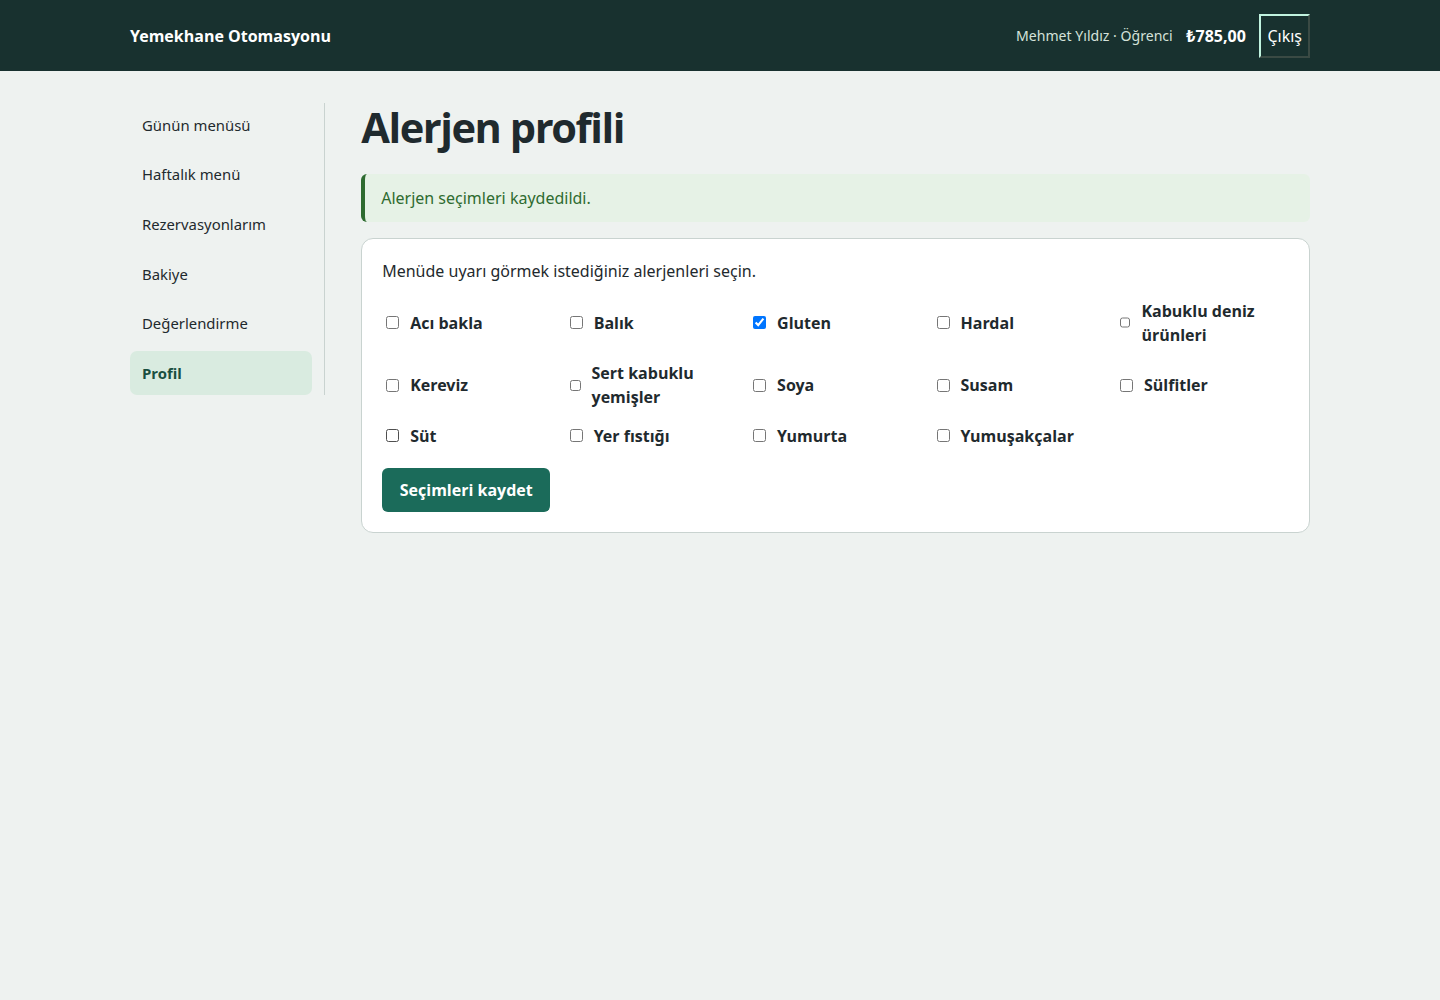 Yemekhane Otomasyonu
Mehmet Yıldız · Öğrenci ₺785,00 Çıkış
Günün menüsü
Haftalık menü
Rezervasyonlarım
Bakiye
Değerlendirme
Profil
Alerjen profili
Alerjen seçimleri kaydedildi.
Menüde uyarı görmek istediğiniz alerjenleri seçin.
Acı bakla
Balık
Gluten
Hardal
Kabuklu deniz
ürünleri
Kereviz
Sert kabuklu
yemişler
Soya
Susam
Sülfitler
Süt
Yer fıstığı
Yumurta
Yumuşakçalar
Seçimleri kaydet